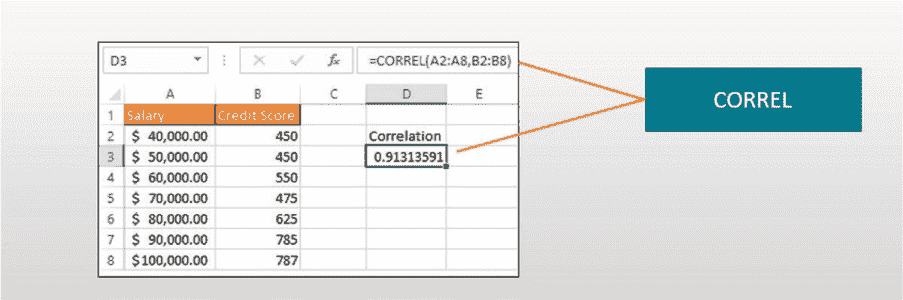 D3 fx =CORREL(A2:A8,B2:B8)
A B C D E
1 Salary Credit Score
2 $ 40,000.00 450 Correlation
3 $ 50,000.00 450 0.91313591
4 $ 60,000.00 550
5 $ 70,000.00 475
6 $ 80,000.00 625
7 $ 90,000.00 785
8 $100,000.00 787
CORREL